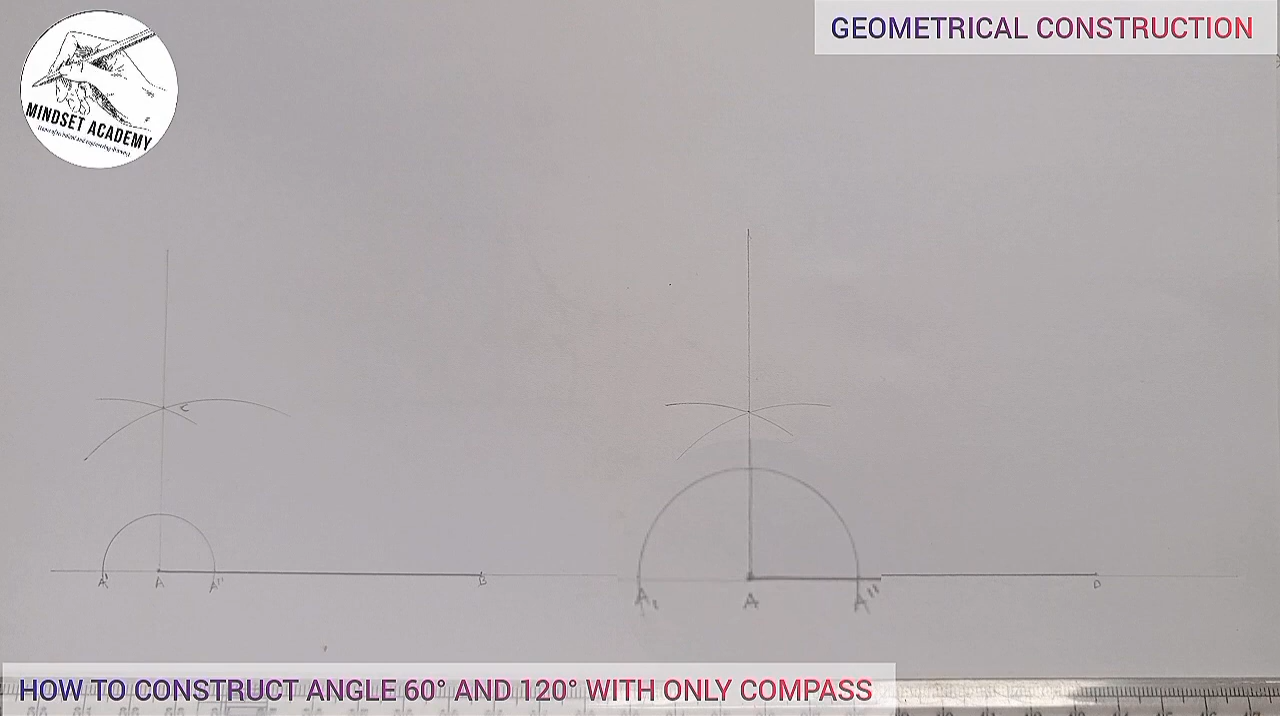 GEOMETRICAL CONSTRUCTION
MINDSET ACADEMY
C
A' A A'' B
A' A A''
HOW TO CONSTRUCT ANGLE 60° AND 120° WITH ONLY COMPASS